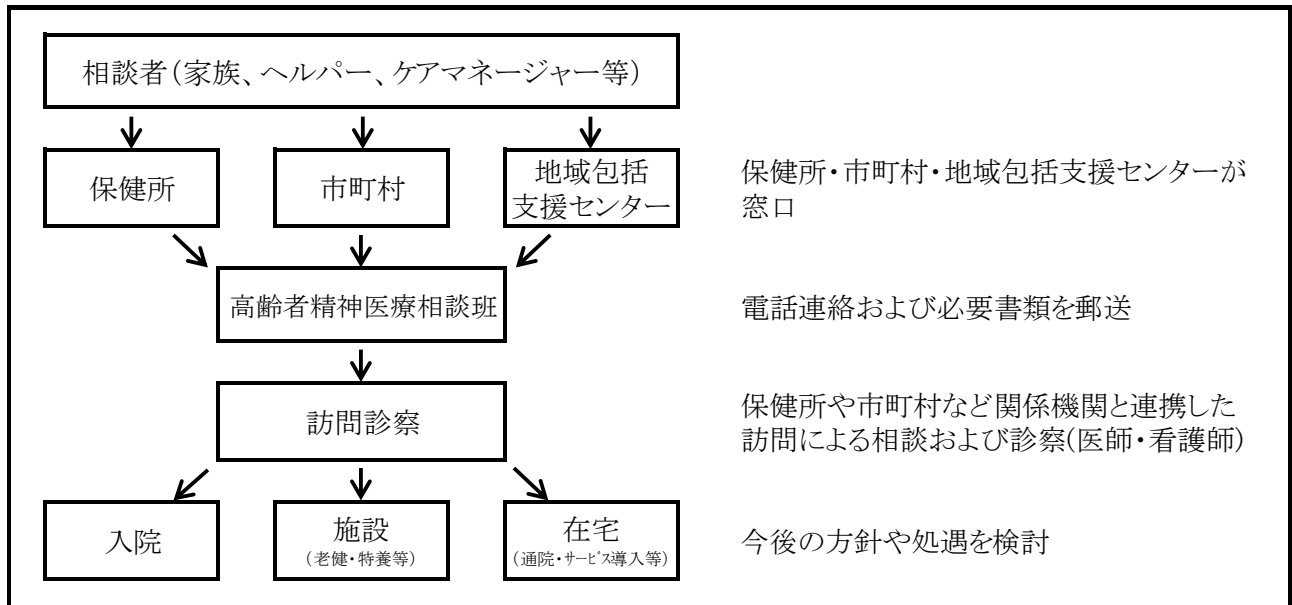 相談者(家族、ヘルパー、ケアマネージャー等)
保健所
市町村
地域包括
支援センター
保健所・市町村・地域包括支援センターが
窓口
高齢者精神医療相談班
電話連絡および必要書類を郵送
訪問診察
保健所や市町村など関係機関と連携した
訪問による相談および診察(医師・看護師)
入院
施設
(老健・特養等)
在宅
(通院・サービス導入等)
今後の方針や処遇を検討